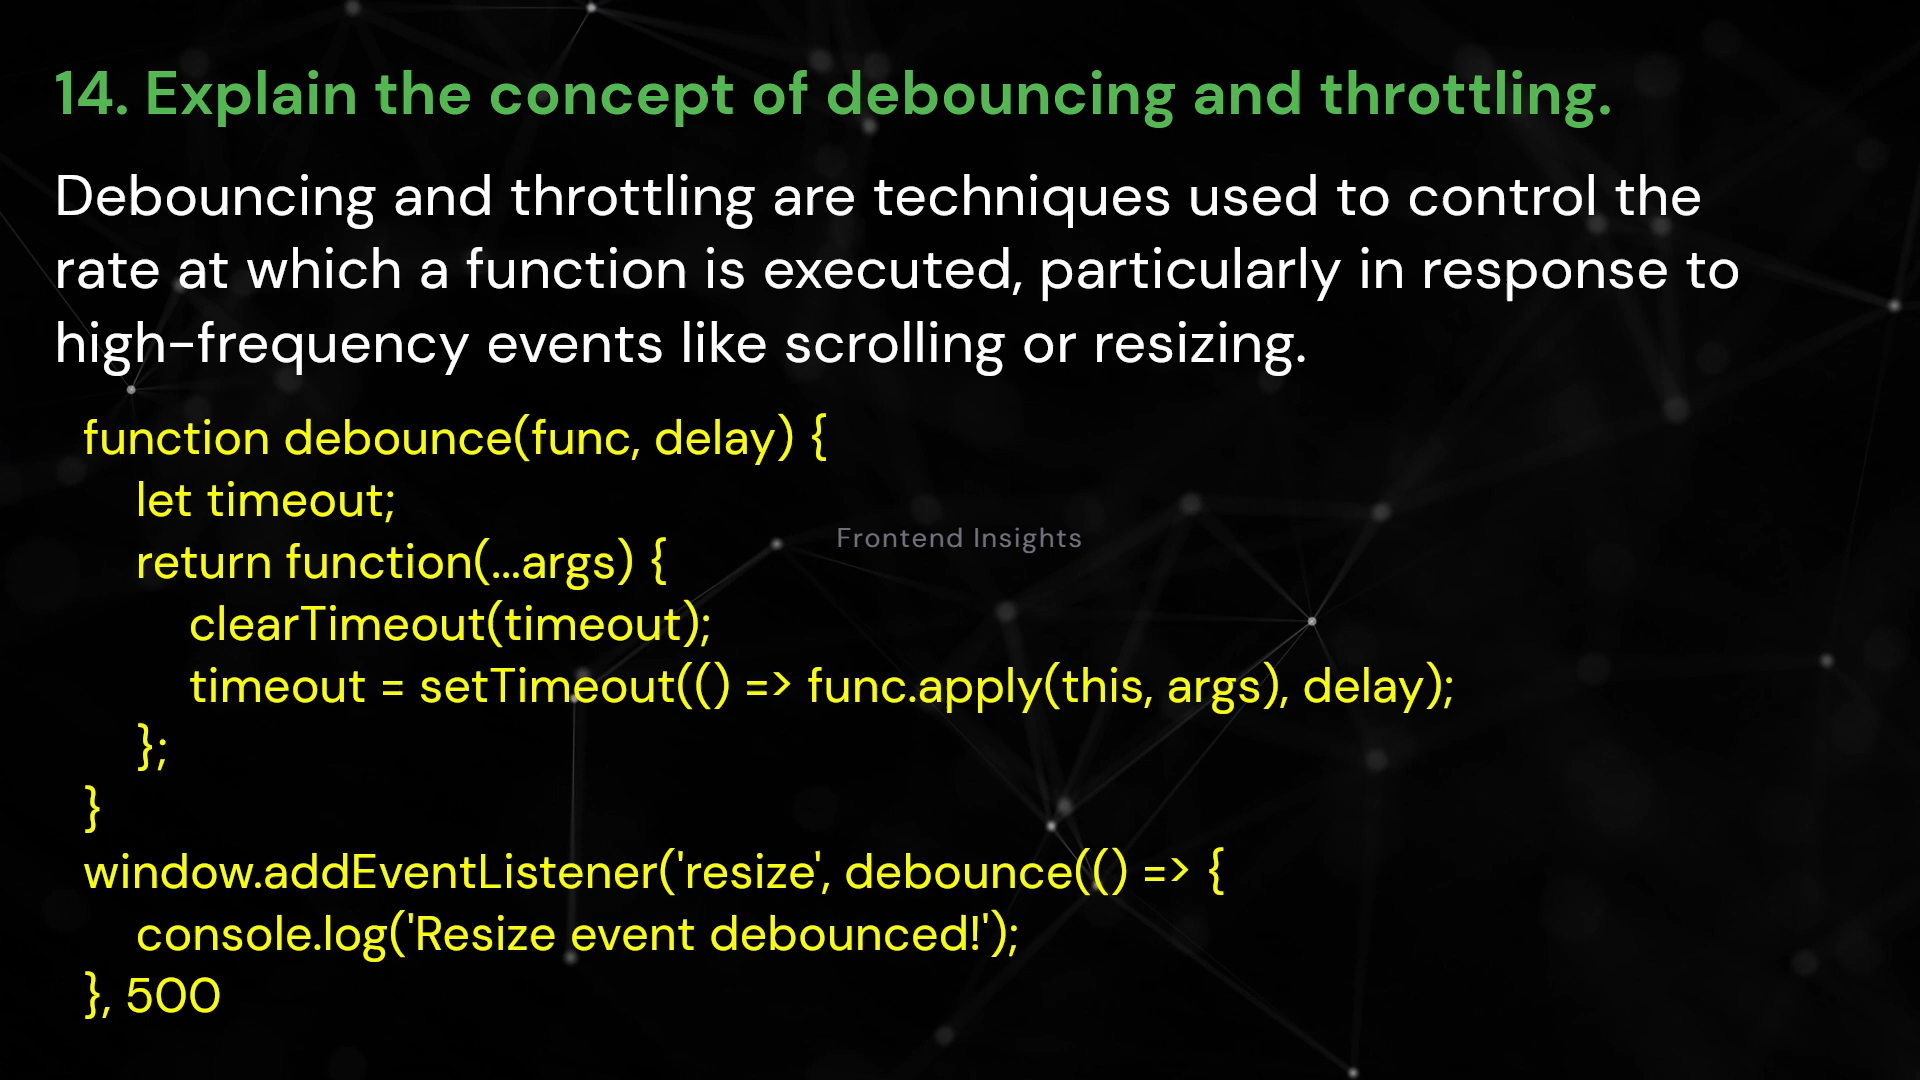 14. Explain the concept of debouncing and throttling.
Debouncing and throttling are techniques used to control the
rate at which a function is executed, particularly in response to
high-frequency events like scrolling or resizing.
function debounce(func, delay) {
let timeout;
return function(...args) {
Frontend Insights
clearTimeout(timeout);
timeout = setTimeout(() => func.apply(this, args), delay);
};
}
window.addEventListener('resize', debounce(() => {
console.log('Resize event debounced!');
}, 500